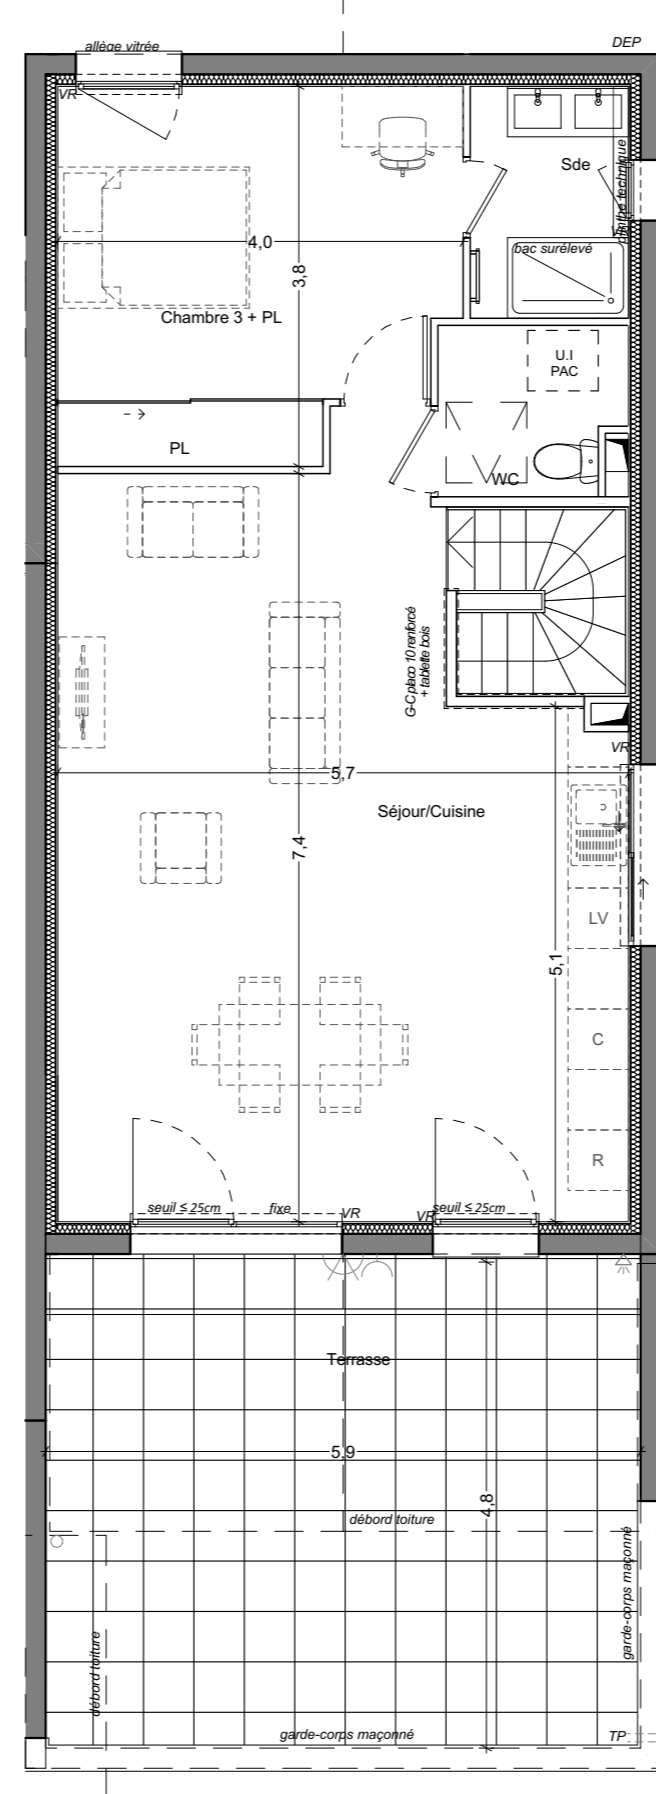 allège vitrée
DEP
VR
Sde
plinthe technique
4,0
bac surélevé
3,8
Chambre 3 + PL
U.I
PAC
PL
WC
G-C placo 10 renforcé
+ tablette bois
VR
5,7
Séjour/Cuisine
7,4
LV
5,1
C
R
seuil ≤ 25cm
fixe
VR
VR
seuil ≤ 25cm
Terrasse
5,9
4,8
débord toiture
garde-corps maçonné
débord toiture
garde-corps maçonné
TP